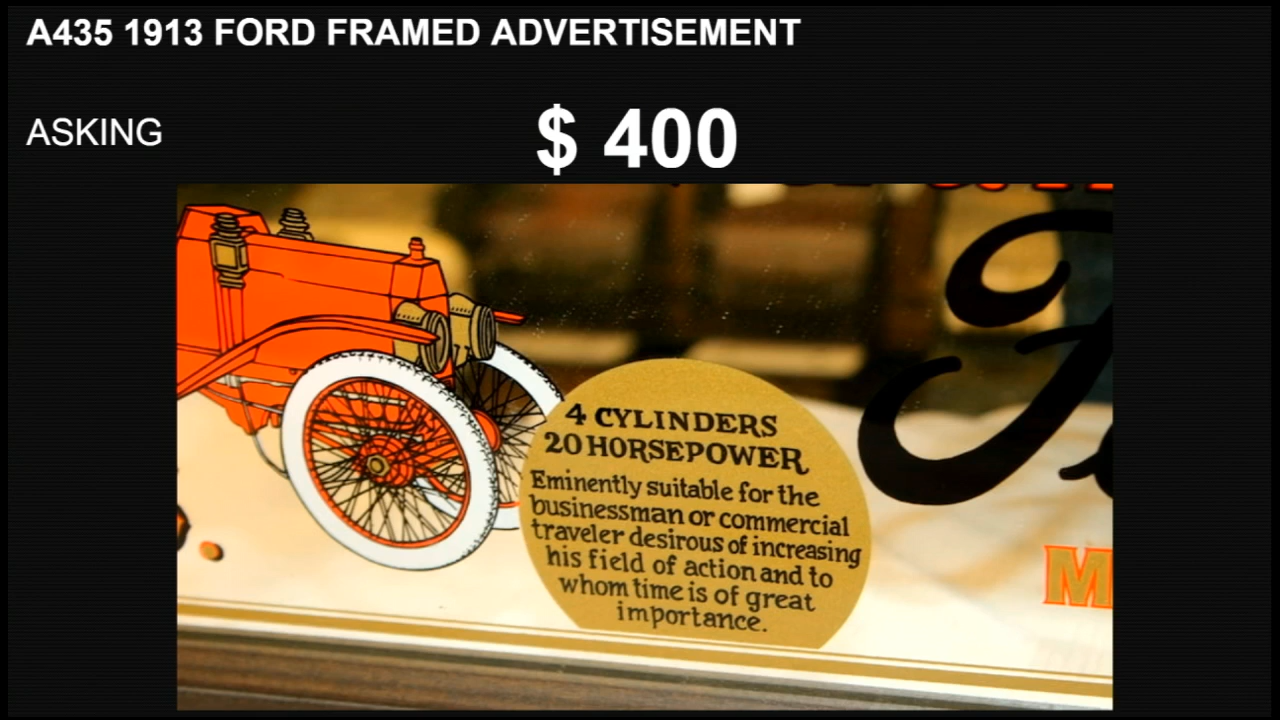 A435 1913 FORD FRAMED ADVERTISEMENT
ASKING
$ 400
4 CYLINDERS
20 HORSEPOWER
Eminently suitable for the
businessman or commercial
traveler desirous of increasing
his field of action and to
whom time is of great
importance.
M